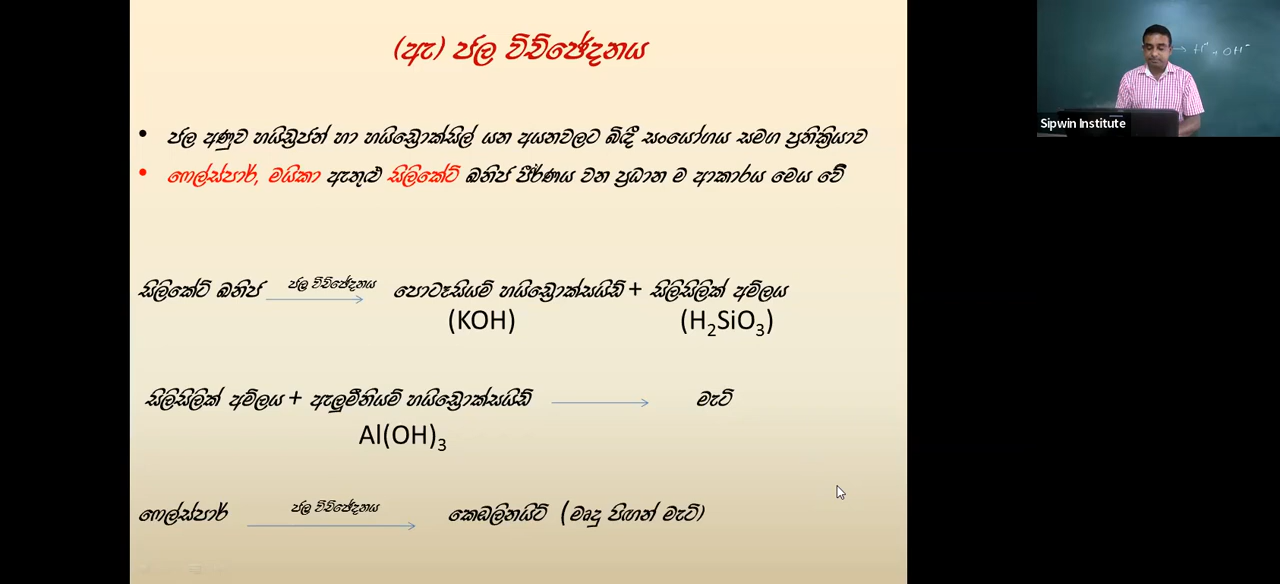 (ඇ) ජල විච්ඡේදනය
• ජල අණුව හයිඩ්‍රජන් හා හයිඩ්‍රොක්සිල් යන අයනවලට බිඳී සංයෝගය සමග ප්‍රතික්‍රියාව
• ෆෙල්ස්පාර්, මයිකා ඇතුළු සිලිකේට් ඛනිජ ජීර්ණය වන ප්‍රධාන ම ආකාරය මෙය වේ
සිලිකේට් ඛනිජ ජල විච්ඡේදනය පොටෑසියම් හයිඩ්‍රොක්සයිඩ් + සිලිසිලික් අම්ලය
(KOH) (H₂SiO₃)
සිලිසිලික් අම්ලය + ඇලුමිනියම් හයිඩ්‍රොක්සයිඩ් මැටි
Al(OH)₃
ෆෙල්ස්පාර් ජල විච්ඡේදනය කෙඔලිනයිට් (මෘදු පිඟන් මැටි)
→ H⁺ + OH⁻
Sipwin Institute